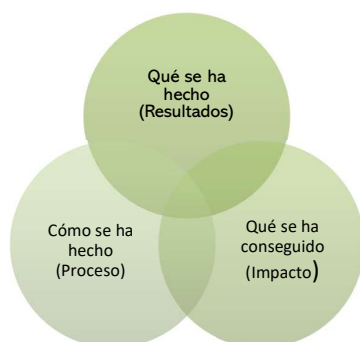 Qué se ha
hecho
(Resultados)
Cómo se ha
hecho
(Proceso)
Qué se ha
conseguido
(Impacto)